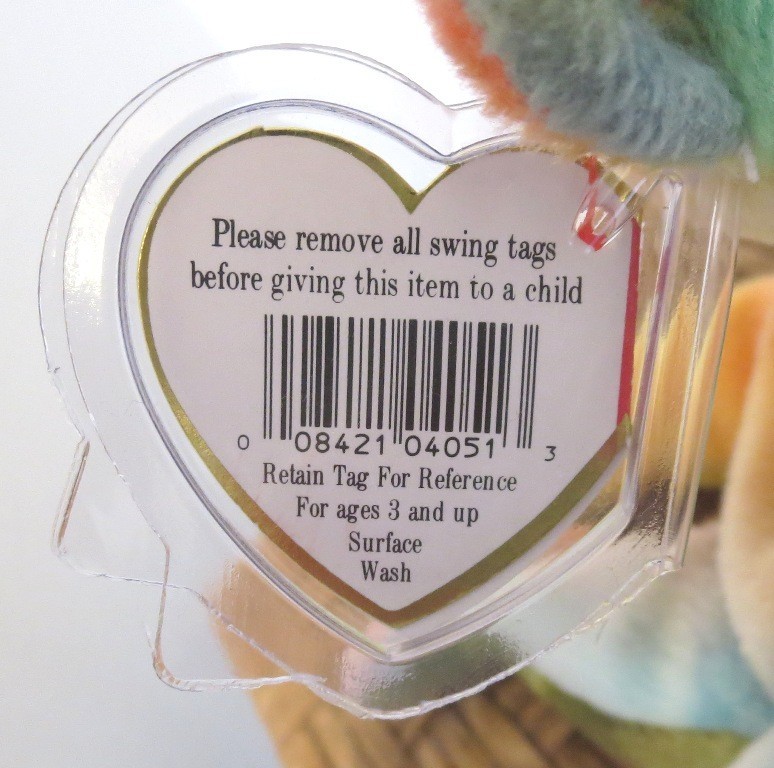 Please remove all swing tags
before giving this item to a child
0 08421 04051 3
Retain Tag For Reference
For ages 3 and up
Surface
Wash